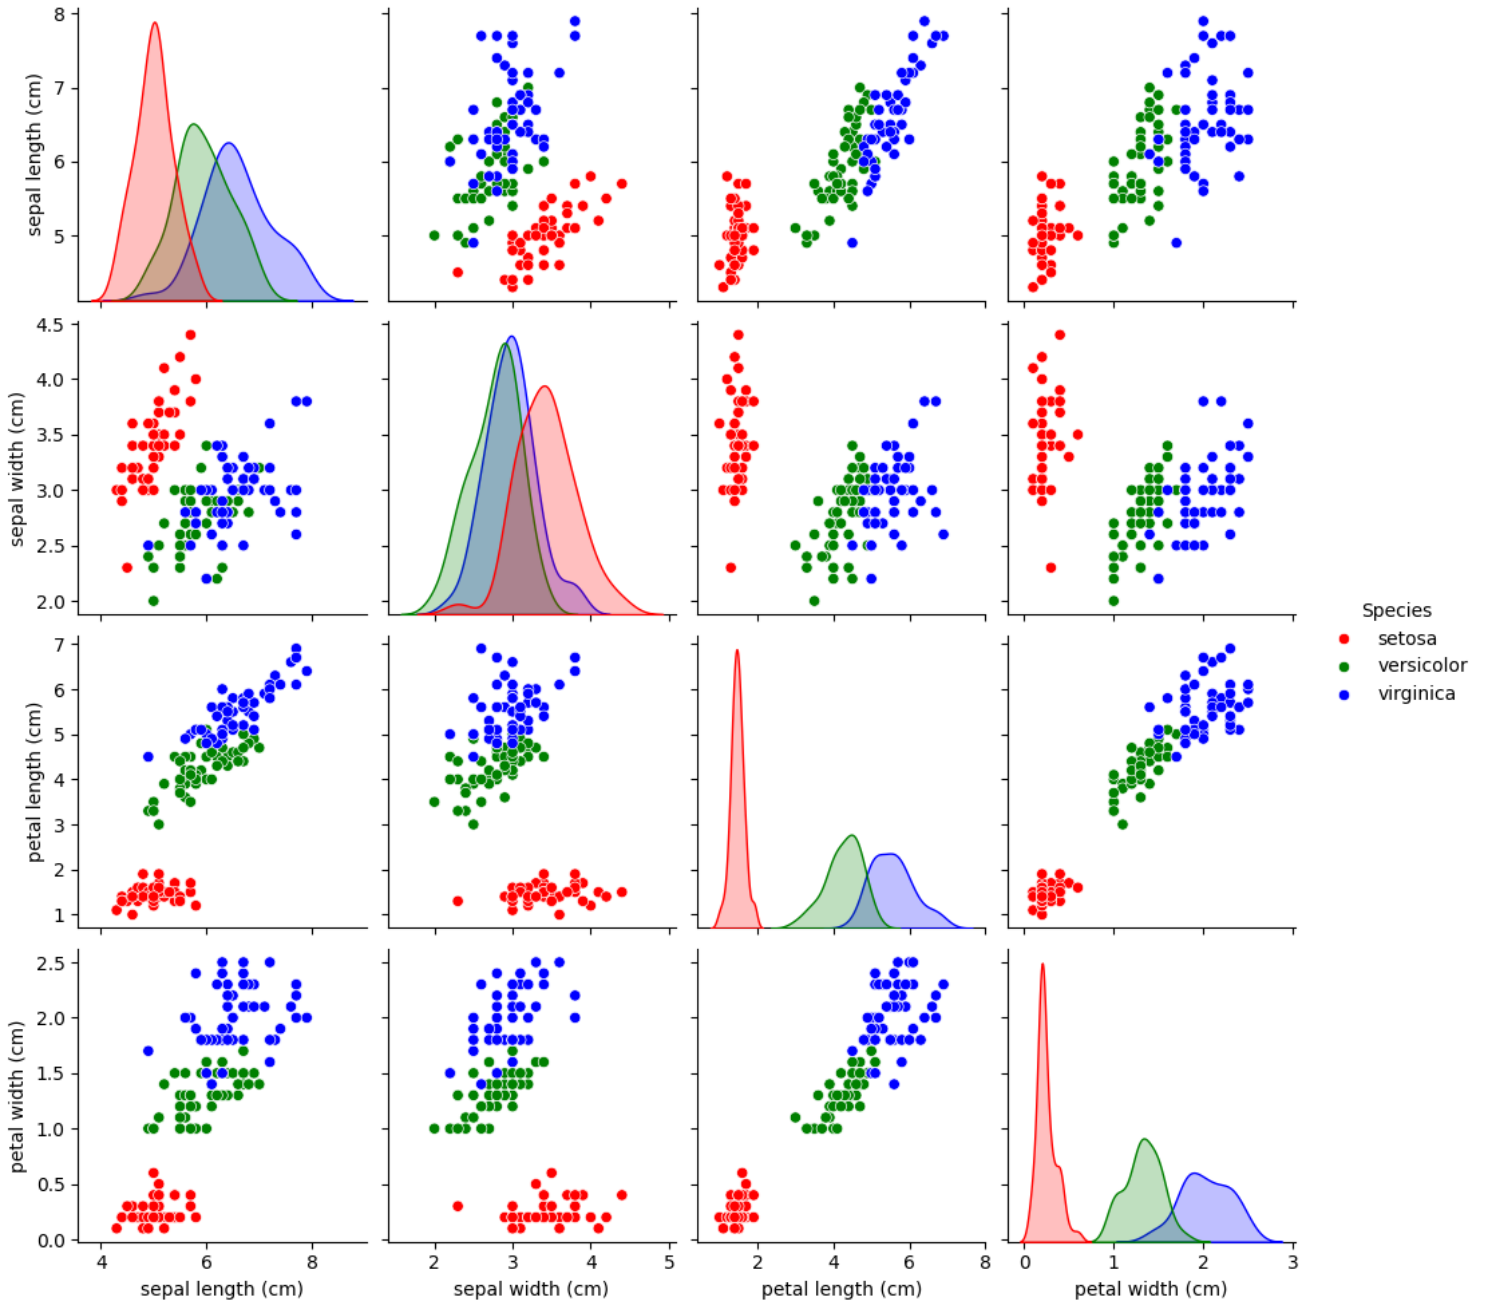 8
7
6
5
sepal length (cm)
4.5
4.0
3.5
3.0
2.5
2.0
sepal width (cm)
Species
setosa
versicolor
virginica
7
6
5
4
3
2
1
petal length (cm)
2.5
2.0
1.5
1.0
0.5
0.0
petal width (cm)
4 6 8
2 3 4 5
2 4 6 8
0 1 2 3
sepal length (cm)
sepal width (cm)
petal length (cm)
petal width (cm)